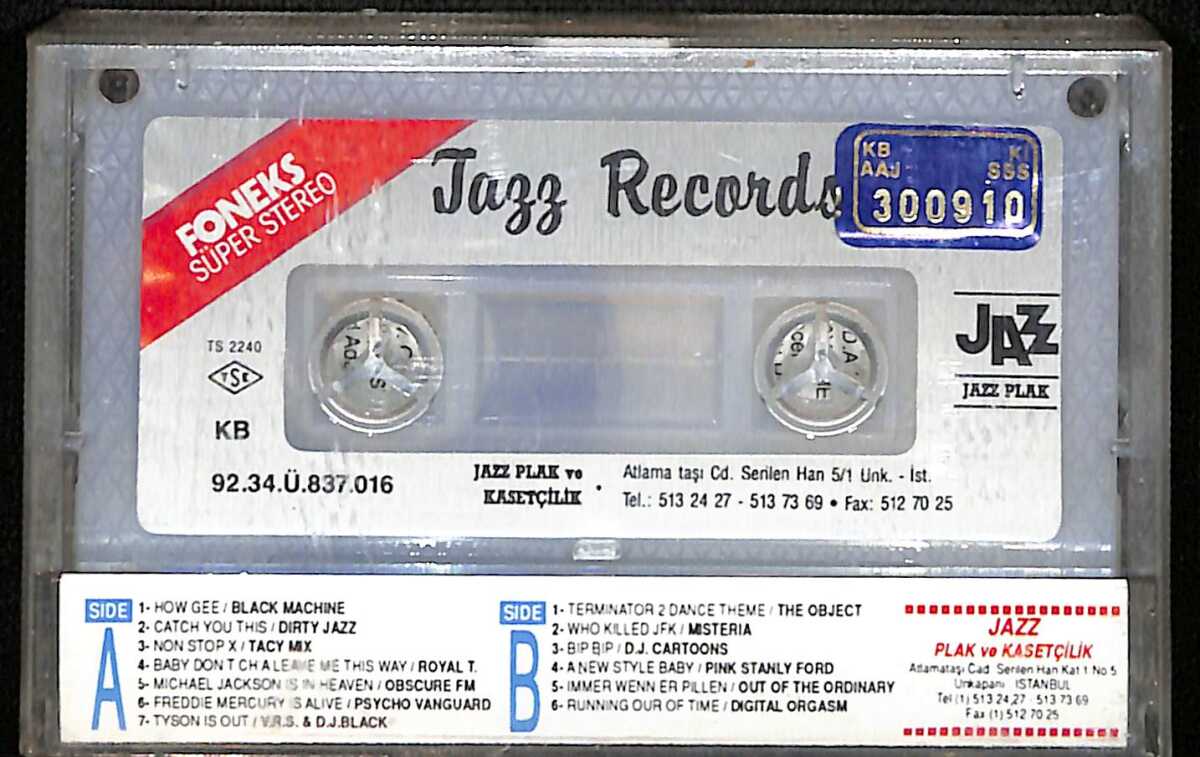 FONEKS
SÜPER STEREO
Jazz Records
KB K
AAJ SSS
300910
TS 2240
TSE
KB
92.34.Ü.837.016
JAZZ
JAZZ PLAK
JAZZ PLAK ve
KASETÇİLİK
Atlama taşı Cd. Serilen Han 5/1 Unk. - İst.
Tel.: 513 24 27 - 513 73 69 • Fax: 512 70 25
SIDE A
1- HOW GEE / BLACK MACHINE
2- CATCH YOU THIS / DIRTY JAZZ
3- NON STOP X / TACY MIX
4- BABY DON T CH A LEAVE ME THIS WAY / ROYAL T.
5- MICHAEL JACKSON IS IN HEAVEN / OBSCURE FM
6- FREDDIE MERCURY IS ALIVE / PSYCHO VANGUARD
7- TYSON IS OUT / V.R.S. & D.J.BLACK
SIDE B
1- TERMINATOR 2 DANCE THEME / THE OBJECT
2- WHO KILLED JFK / MISTERIA
3- BIP BIP / D.J. CARTOONS
4- A NEW STYLE BABY / PINK STANLY FORD
5- IMMER WENN ER PILLEN / OUT OF THE ORDINARY
6- RUNNING OUR OF TIME / DIGITAL ORGASM
JAZZ
PLAK ve KASETÇİLİK
Atlamataşı Cad. Serilen Han Kat 1 No 5
Unkapanı İSTANBUL
Tel (1) 513 24 27 - 513 73 69
Fax (1) 512 70 25